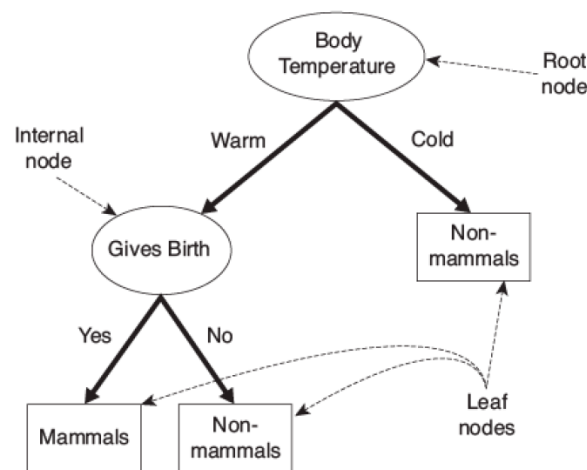 Body
Temperature
Root
node
Internal
node
Warm
Cold
Gives Birth
Non-
mammals
Yes
No
Mammals
Non-
mammals
Leaf
nodes